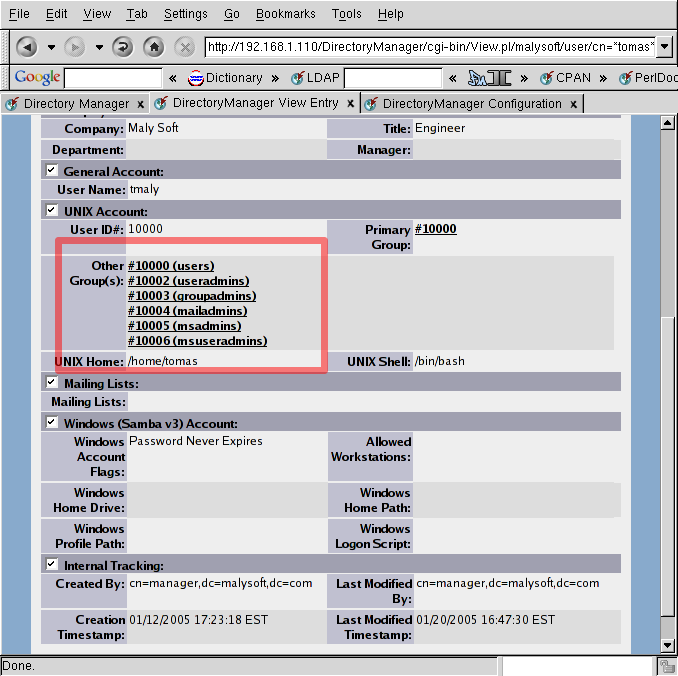 File Edit View Tab Settings Go Bookmarks Tools Help
http://192.168.1.110/DirectoryManager/cgi-bin/View.pl/malysoft/user/cn=*tomas*
Google « Dictionary » LDAP « » CPAN » PerlDoc
Directory Manager x DirectoryManager View Entry x DirectoryManager Configuration x
Company: Maly Soft Title: Engineer
Department: Manager:
General Account:
User Name: tmaly
UNIX Account:
User ID#: 10000 Primary Group: #10000
Other Group(s): #10000 (users)
#10002 (useradmins)
#10003 (groupadmins)
#10004 (mailadmins)
#10005 (msadmins)
#10006 (msuseradmins)
UNIX Home: /home/tomas UNIX Shell: /bin/bash
Mailing Lists:
Mailing Lists:
Windows (Samba v3) Account:
Windows Account Flags: Password Never Expires Allowed Workstations:
Windows Home Drive: Windows Home Path:
Windows Profile Path: Windows Logon Script:
Internal Tracking:
Created By: cn=manager,dc=malysoft,dc=com Last Modified By: cn=manager,dc=malysoft,dc=com
Creation Timestamp: 01/12/2005 17:23:18 EST Last Modified Timestamp: 01/20/2005 16:47:30 EST
Done.